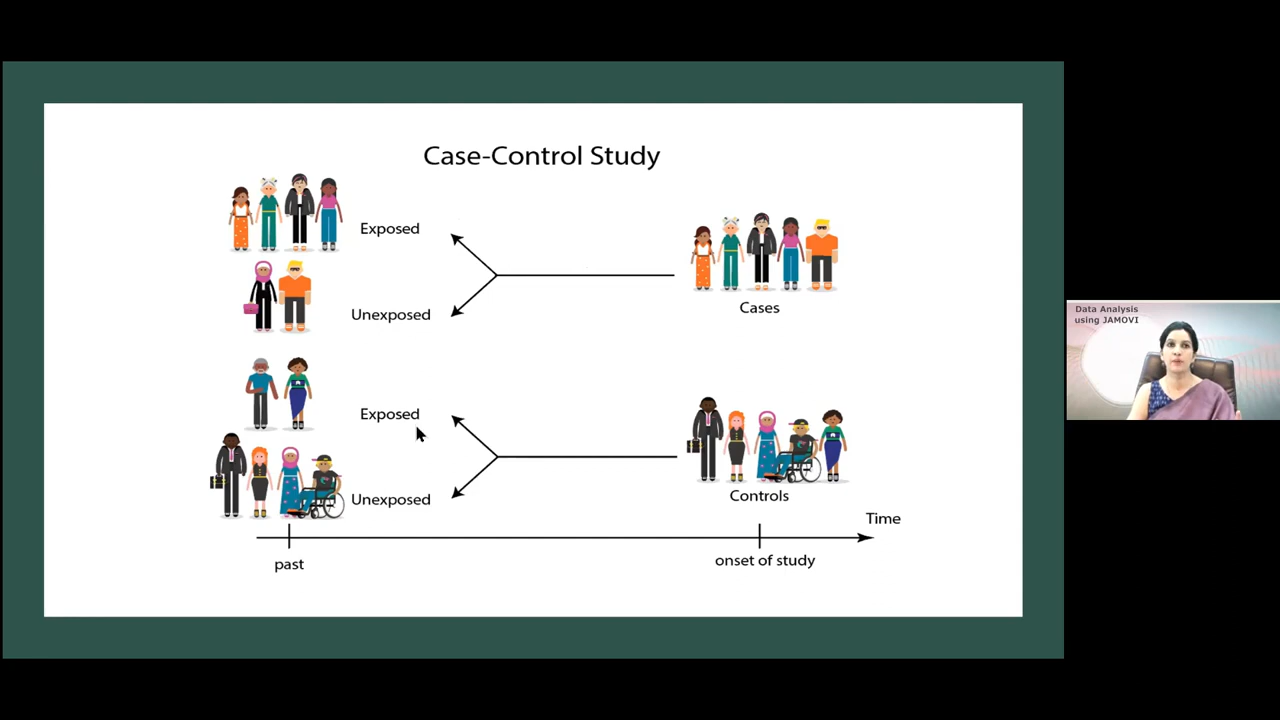 Case-Control Study
Exposed
Unexposed
Cases
Exposed
Unexposed
Controls
Time
past
onset of study
Data Analysis
using JAMOVI